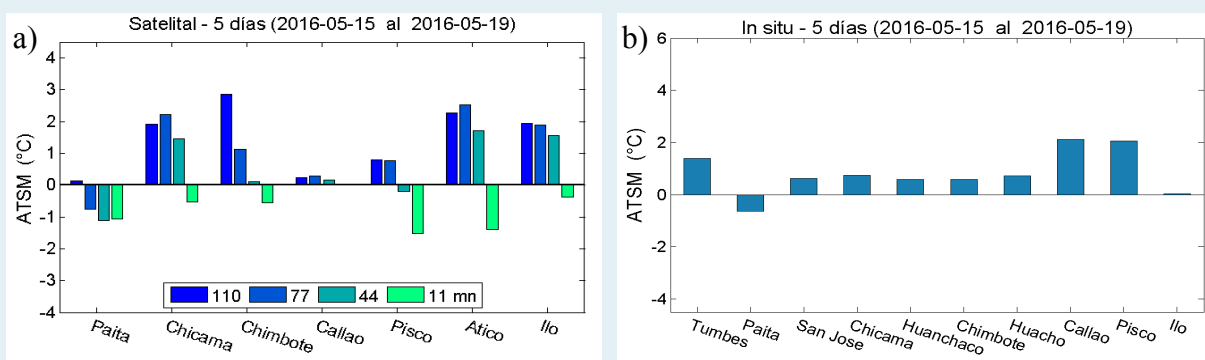 a)
Satelital - 5 días (2016-05-15 al 2016-05-19)
ATSM (°C)
4
3
2
1
0
-1
-2
-3
-4
110 77 44 11 mn
Paita Chicama Chimbote Callao Pisco Atico Ilo
b)
In situ - 5 días (2016-05-15 al 2016-05-19)
ATSM (°C)
6
4
2
0
-2
-4
Tumbes Paita San Jose Chicama Huanchaco Chimbote Huacho Callao Pisco Ilo